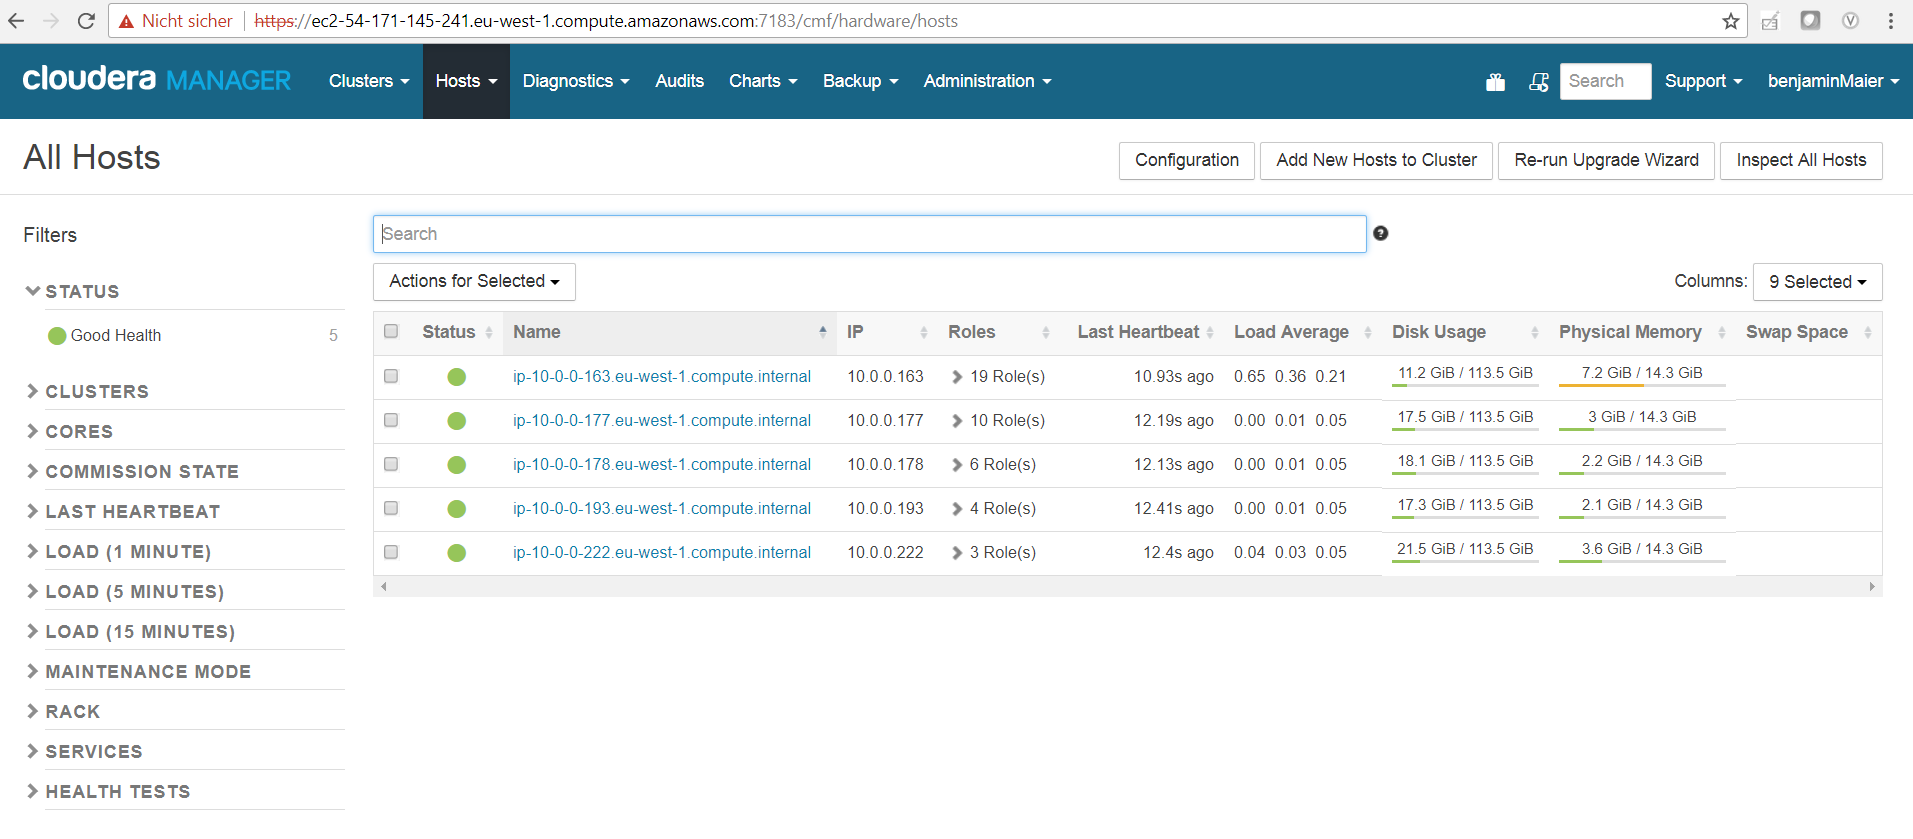 Nicht sicher https://ec2-54-171-145-241.eu-west-1.compute.amazonaws.com:7183/cmf/hardware/hosts
cloudera MANAGER Clusters Hosts Diagnostics Audits Charts Backup Administration Search Support benjaminMaier
All Hosts
Configuration Add New Hosts to Cluster Re-run Upgrade Wizard Inspect All Hosts
Filters
STATUS
Good Health 5
CLUSTERS
CORES
COMMISSION STATE
LAST HEARTBEAT
LOAD (1 MINUTE)
LOAD (5 MINUTES)
LOAD (15 MINUTES)
MAINTENANCE MODE
RACK
SERVICES
HEALTH TESTS
Search ?
Actions for Selected Columns: 9 Selected
Status Name IP Roles Last Heartbeat Load Average Disk Usage Physical Memory Swap Space
ip-10-0-0-163.eu-west-1.compute.internal 10.0.0.163 19 Role(s) 10.93s ago 0.65 0.36 0.21 11.2 GiB / 113.5 GiB 7.2 GiB / 14.3 GiB
ip-10-0-0-177.eu-west-1.compute.internal 10.0.0.177 10 Role(s) 12.19s ago 0.00 0.01 0.05 17.5 GiB / 113.5 GiB 3 GiB / 14.3 GiB
ip-10-0-0-178.eu-west-1.compute.internal 10.0.0.178 6 Role(s) 12.13s ago 0.00 0.01 0.05 18.1 GiB / 113.5 GiB 2.2 GiB / 14.3 GiB
ip-10-0-0-193.eu-west-1.compute.internal 10.0.0.193 4 Role(s) 12.41s ago 0.00 0.01 0.05 17.3 GiB / 113.5 GiB 2.1 GiB / 14.3 GiB
ip-10-0-0-222.eu-west-1.compute.internal 10.0.0.222 3 Role(s) 12.4s ago 0.04 0.03 0.05 21.5 GiB / 113.5 GiB 3.6 GiB / 14.3 GiB